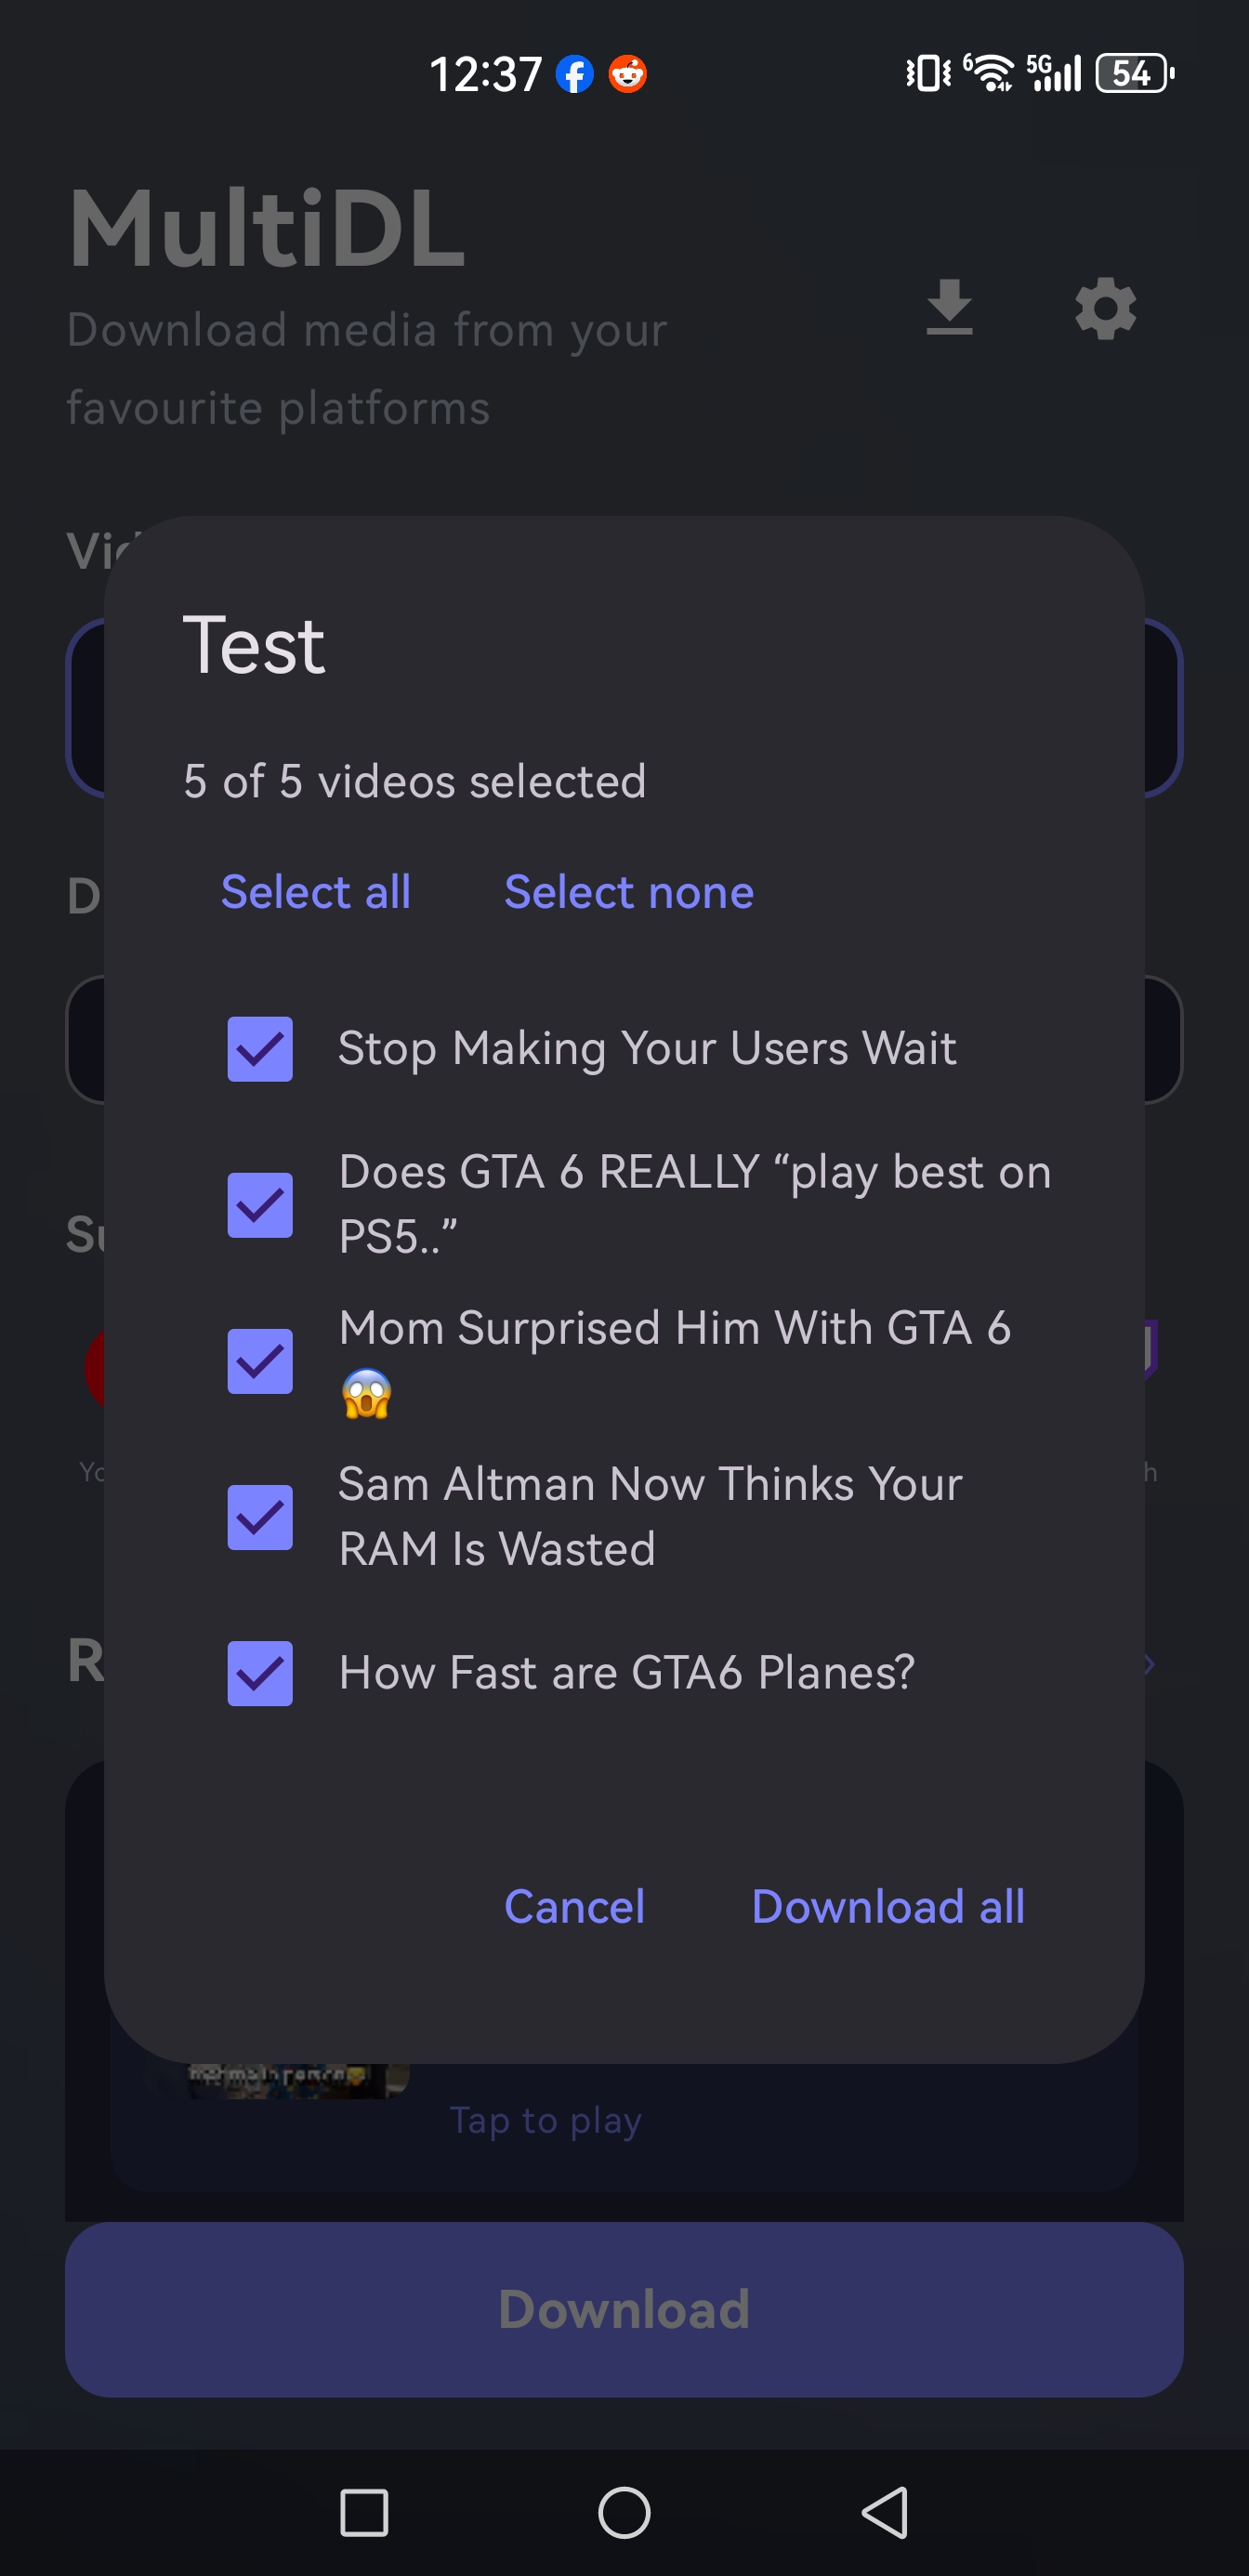 12:37
6
5G
54
MultiDL
Download media from your
favourite platforms
Test
5 of 5 videos selected
Select all
Select none
Stop Making Your Users Wait
Does GTA 6 REALLY “play best on
PS5..”
Mom Surprised Him With GTA 6
😱
Sam Altman Now Thinks Your
RAM Is Wasted
How Fast are GTA6 Planes?
Cancel
Download all
Tap to play
Download